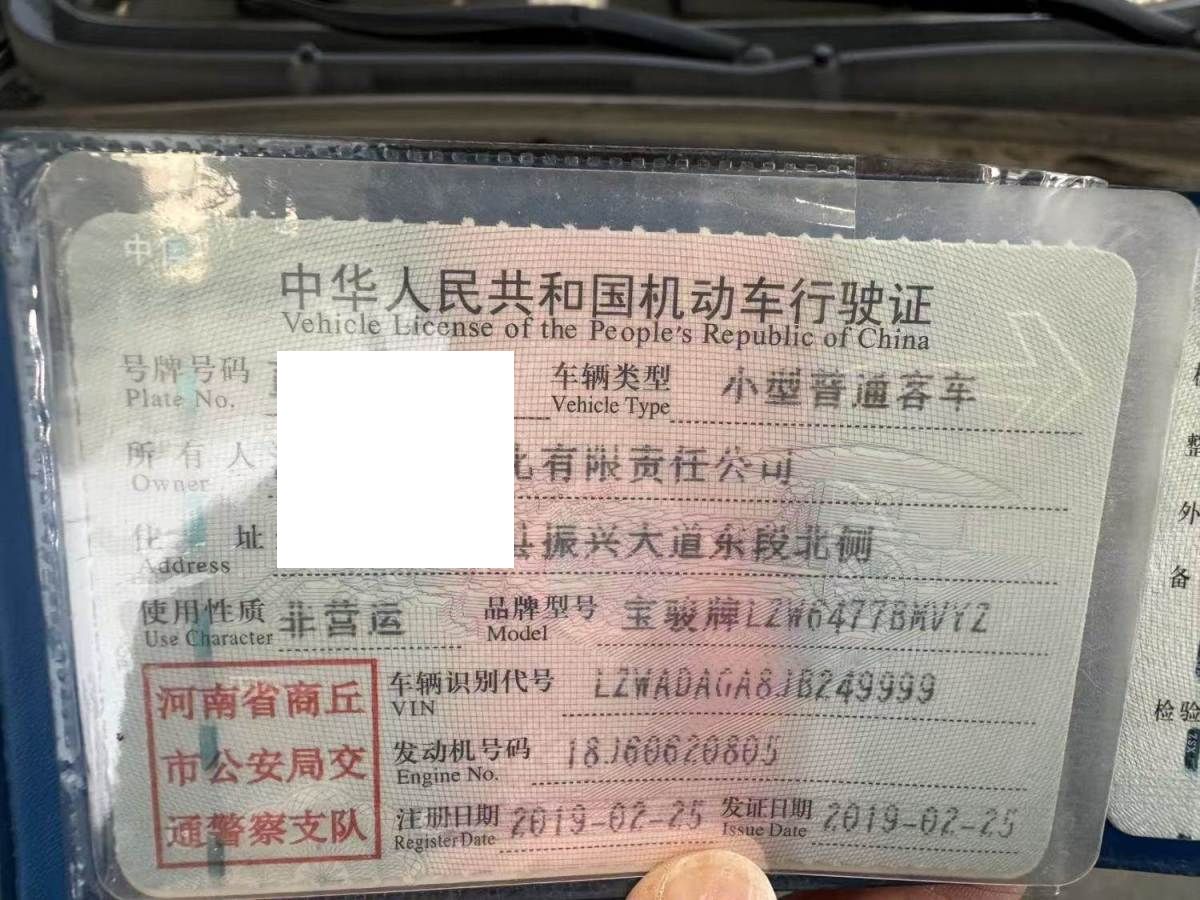 中华人民共和国机动车行驶证
Vehicle License of the People's Republic of China
号牌号码
Plate No.
车辆类型 小型普通客车
Vehicle Type
所有人 有限责任公司
Owner
住址 县振兴大道东段北侧
Address
使用性质 非营运
Use Character
品牌型号 宝骏牌LZW6477BMVYZ
Model
车辆识别代号 LZWADAGA8JB249999
VIN
发动机号码 18J60620805
Engine No.
注册日期 2019-02-25
Register Date
发证日期 2019-02-25
Issue Date
河南省商丘
市公安局交
通警察支队
整
外
备
检验